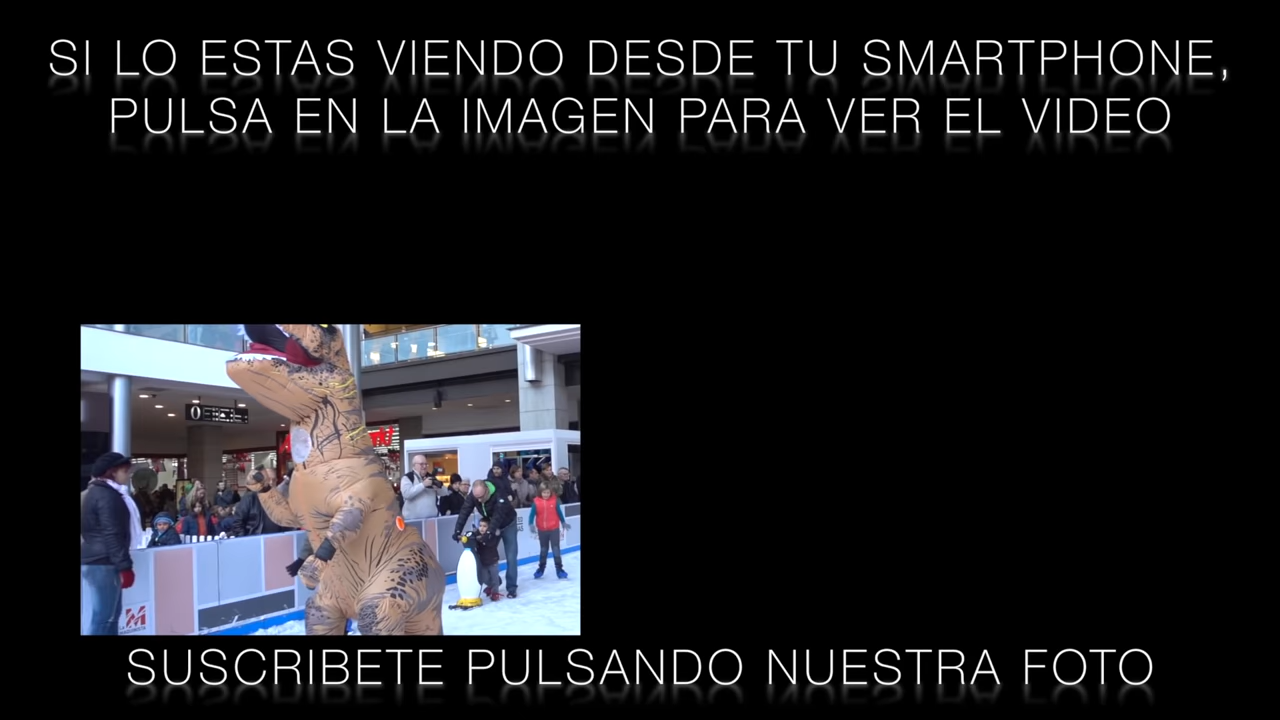 SI LO ESTAS VIENDO DESDE TU SMARTPHONE,
PULSA EN LA IMAGEN PARA VER EL VIDEO
M
SUSCRIBETE PULSANDO NUESTRA FOTO